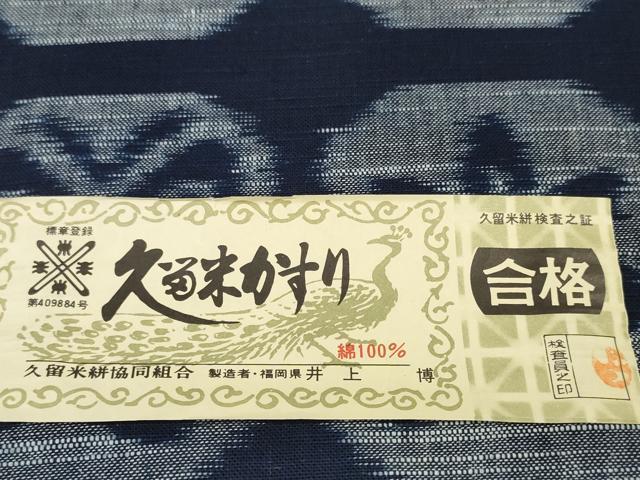 標章登録
第409884号
久留米かすり
綿100%
久留米絣協同組合 製造者・福岡県 井上 博
久留米絣検査之証
合格
検査員之印